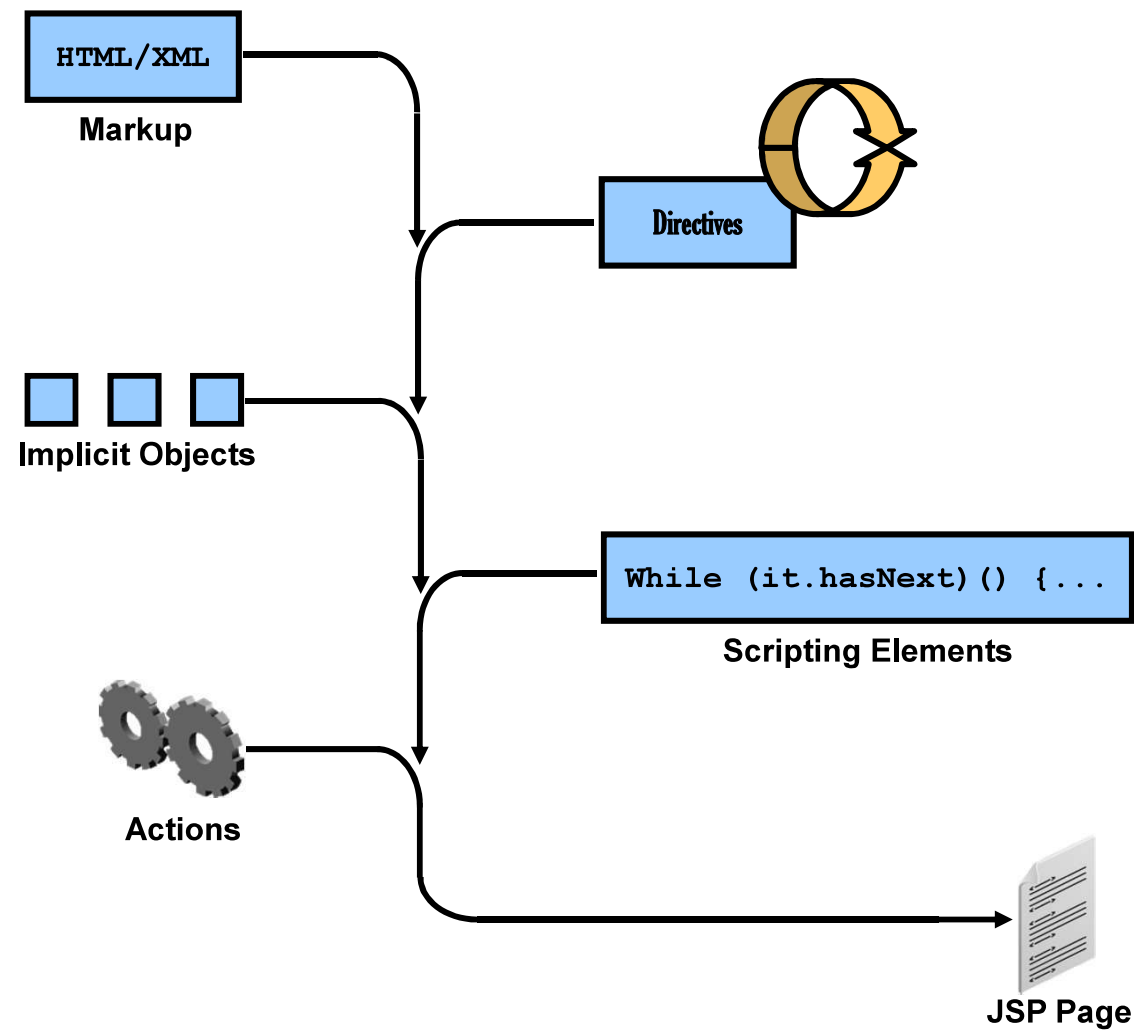 HTML/XML
Markup
Directives
Implicit Objects
While (it.hasNext)() {...
Scripting Elements
Actions
JSP Page